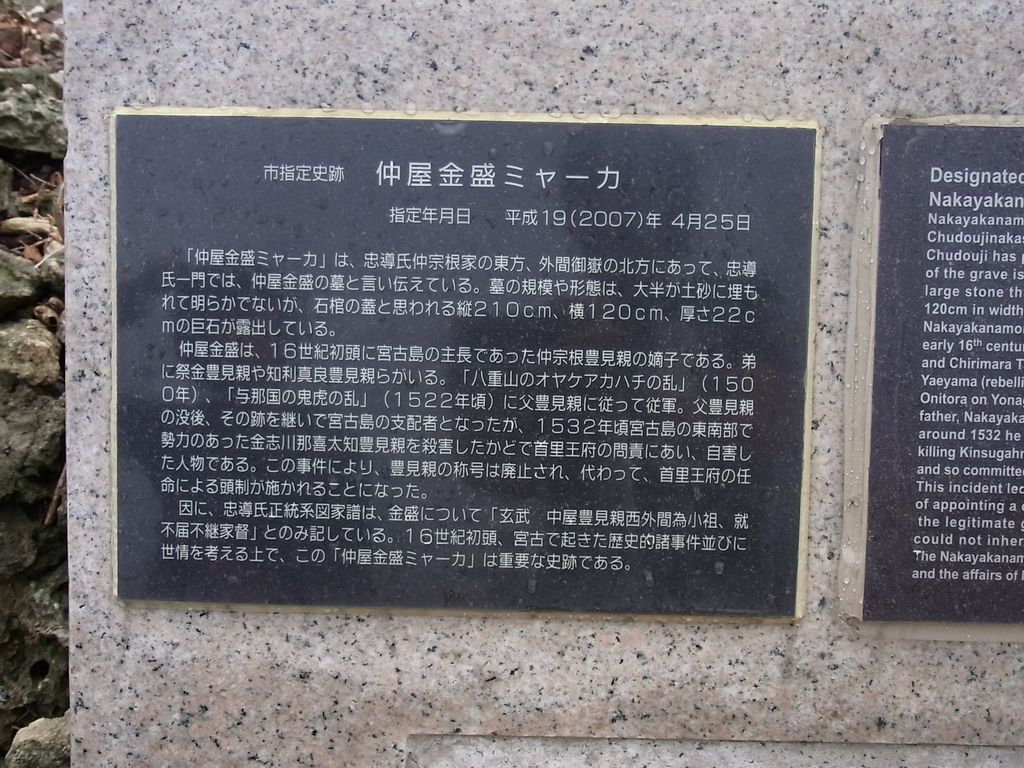 市指定史跡　仲屋金盛ミャーカ
指定年月日　平成19(2007)年 4月25日
「仲屋金盛ミャーカ」は、忠導氏仲宗根家の東方、外間御嶽の北方にあって、忠導
氏一門では、仲屋金盛の墓と言い伝えている。墓の規模や形態は、大半が土砂に埋も
れて明らかでないが、石棺の蓋と思われる縦210cm、横120cm、厚さ22c
mの巨石が露出している。
仲屋金盛は、16世紀初頭に宮古島の主長であった仲宗根豊見親の嫡子である。弟
に祭金豊見親や知利真良豊見親らがいる。「八重山のオヤケアカハチの乱」（150
0年）、「与那国の鬼虎の乱」（1522年頃）に父豊見親に従って従軍。父豊見親
の没後、その跡を継いで宮古島の支配者となったが、1532年頃宮古島の東南部で
勢力のあった金志川那喜太知豊見親を殺害したかどで首里王府の問責にあい、自害し
た人物である。この事件により、豊見親の称号は廃止され、代わって、首里王府の任
命による頭制が施かれることになった。
因に、忠導氏正統系図家譜は、金盛について「玄武　中屋豊見親西外間為小祖、就
不届不継家督」とのみ記している。16世紀初頭、宮古で起きた歴史的諸事件並びに
世情を考える上で、この「仲屋金盛ミャーカ」は重要な史跡である。
Designated
Nakayakan
Nakayakanam
Chudoujinaka
Chudouji has
of the grave is
large stone th
120cm in width
Nakayakanamo
early 16th centu
and Chirimara T
Yaeyama (rebelli
Onitora on Yona
father, Nakayaka
around 1532 he
killing Kinsugahr
and so committe
This incident led
of appointing a
the legitimate
could not inher
The Nakayakanam
and the affairs of